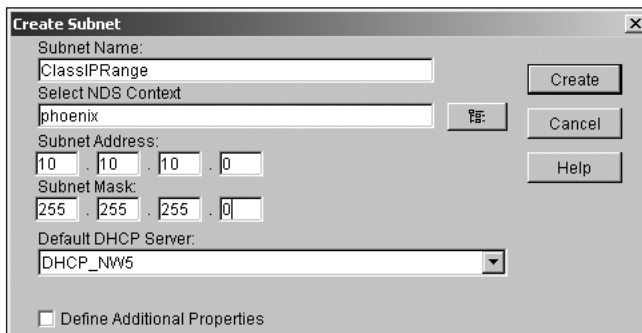 Create Subnet
Subnet Name:
ClassIPRange
Select NDS Context
phoenix
Subnet Address:
10 . 10 . 10 . 0
Subnet Mask:
255 . 255 . 255 . 0
Default DHCP Server:
DHCP_NW5
Define Additional Properties
Create
Cancel
Help